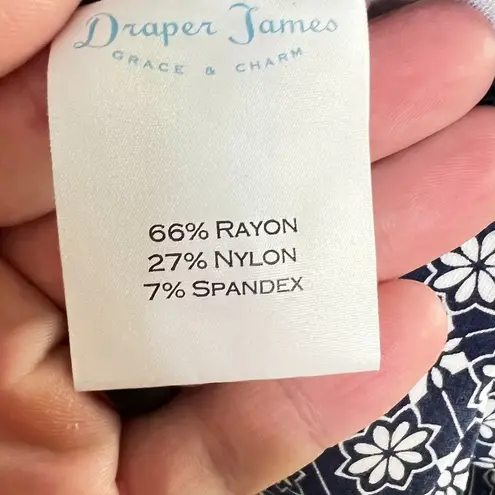 Draper James
GRACE & CHARM
66% RAYON
27% NYLON
7% SPANDEX